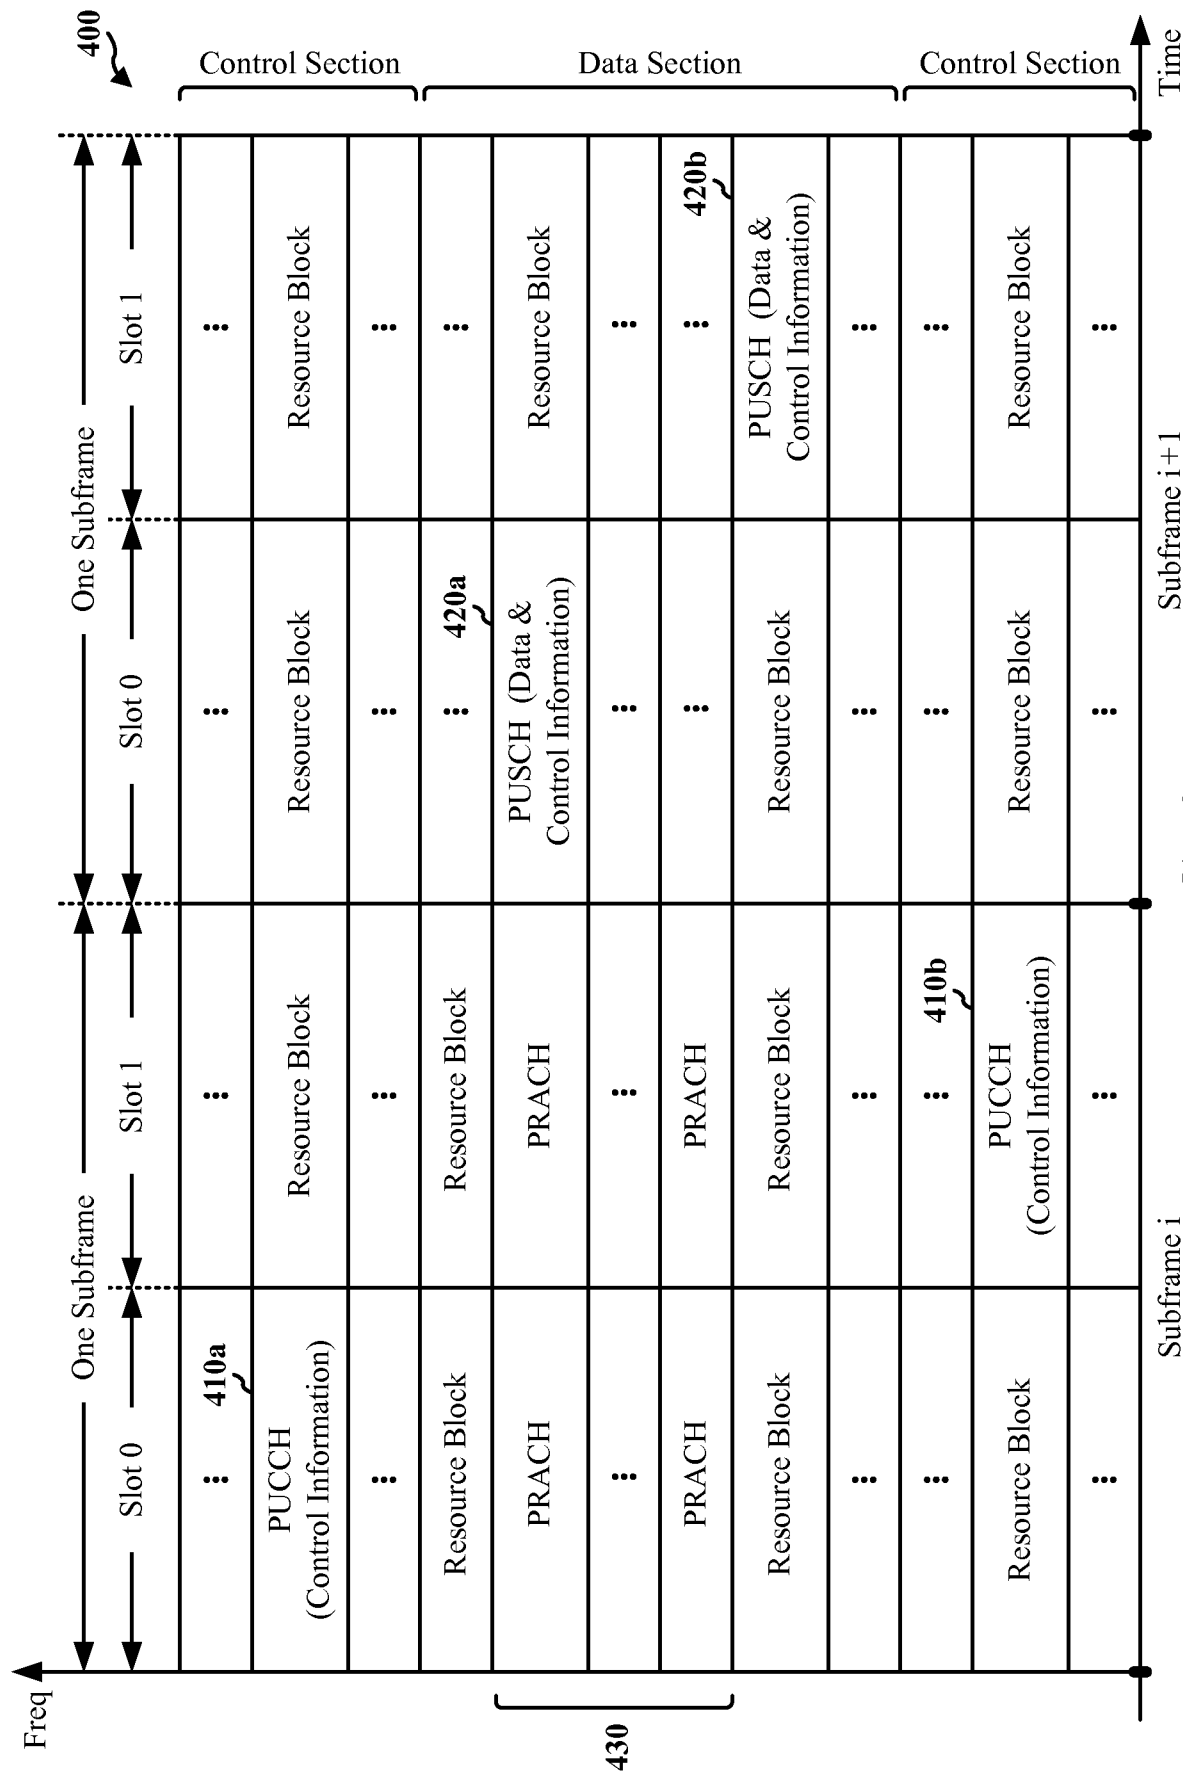 400
Freq
One Subframe
One Subframe
Slot 0
Slot 1
Slot 0
Slot 1
Control Section
...
...
...
...
410a
PUCCH
(Control Information)
Resource Block
Resource Block
Resource Block
...
...
...
...
Data Section
Resource Block
Resource Block
...
...
420a
430
PRACH
PRACH
PUSCH (Data &
Control Information)
Resource Block
...
...
...
...
PRACH
PRACH
...
...
420b
Resource Block
Resource Block
Resource Block
PUSCH (Data &
Control Information)
...
...
...
...
Control Section
...
...
...
...
410b
Resource Block
PUCCH
(Control Information)
Resource Block
Resource Block
...
...
...
...
Subframe i
Subframe i+1
Time